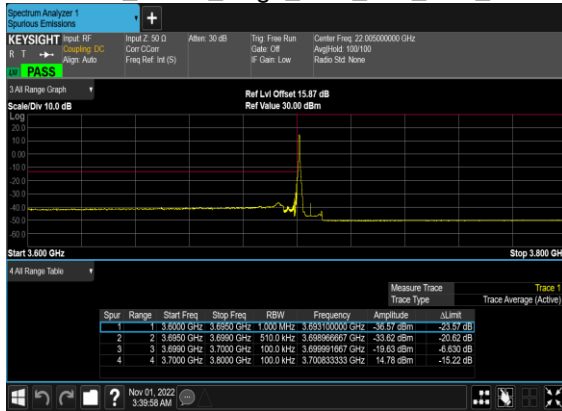 Spectrum Analyzer 1
Spurious Emissions
+
KEYSIGHT Input: RF Input Z: 50 Ω Atten: 30 dB Trig: Free Run Center Freq: 22.005000000 GHz
R T Coupling: DC Corr CCorr Gate: Off Avg|Hold: 100/100
Align: Auto Freq Ref: Int (S) IF Gain: Low Radio Std: None
PASS
3 All Range Graph Ref Lvl Offset 15.87 dB
Scale/Div 10.0 dB Ref Value 30.00 dBm
Log
20.0
10.0
0.00
-10.0
-20.0
-30.0
-40.0
-50.0
-60.0
Start 3.600 GHz Stop 3.800 GH
4 All Range Table
Measure Trace Trace 1
Trace Type Trace Average (Active)
Spur Range Start Freq Stop Freq RBW Frequency Amplitude ΔLimit
1 1 3.6000 GHz 3.6950 GHz 1.000 MHz 3.693100000 GHz -36.57 dBm -23.57 dB
2 2 3.6950 GHz 3.6990 GHz 510.0 kHz 3.698966667 GHz -33.62 dBm -20.62 dB
3 3 3.6990 GHz 3.7000 GHz 100.0 kHz 3.699991667 GHz -19.63 dBm -6.630 dB
4 4 3.7000 GHz 3.8000 GHz 100.0 kHz 3.700833333 GHz 14.78 dBm -15.22 dB
? Nov 01, 2022
3:39:58 AM